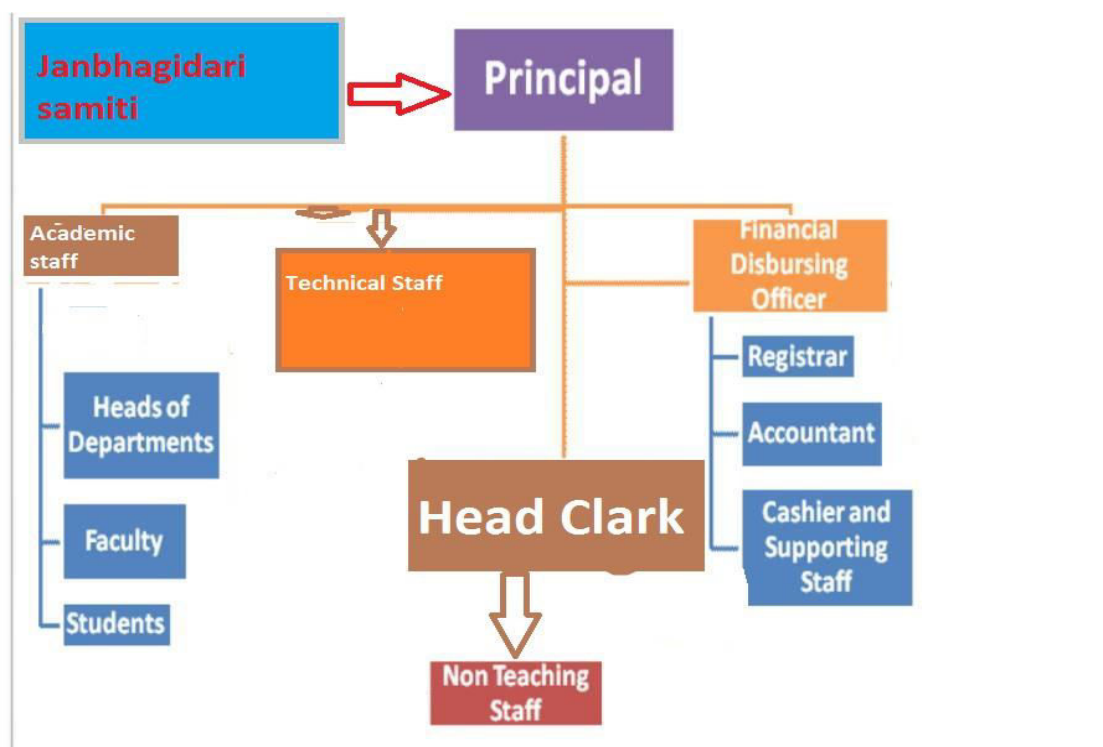 Janbhagidari
samiti
Principal
Academic
staff
Technical Staff
Financial
Disbursing
Officer
Registrar
Heads of
Departments
Accountant
Head Clark
Cashier and
Supporting
Staff
Faculty
Students
Non Teaching
Staff